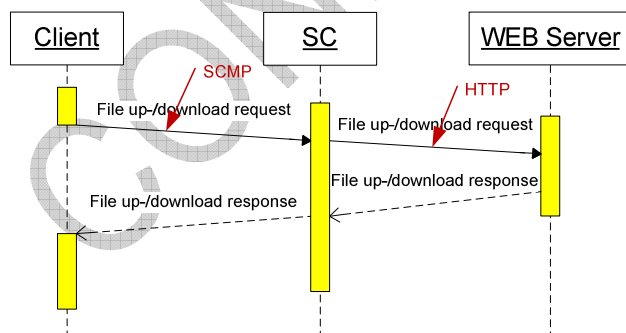 Client
SC
WEB Server
SCMP
HTTP
File up-/download request
File up-/download request
File up-/download response
File up-/download response